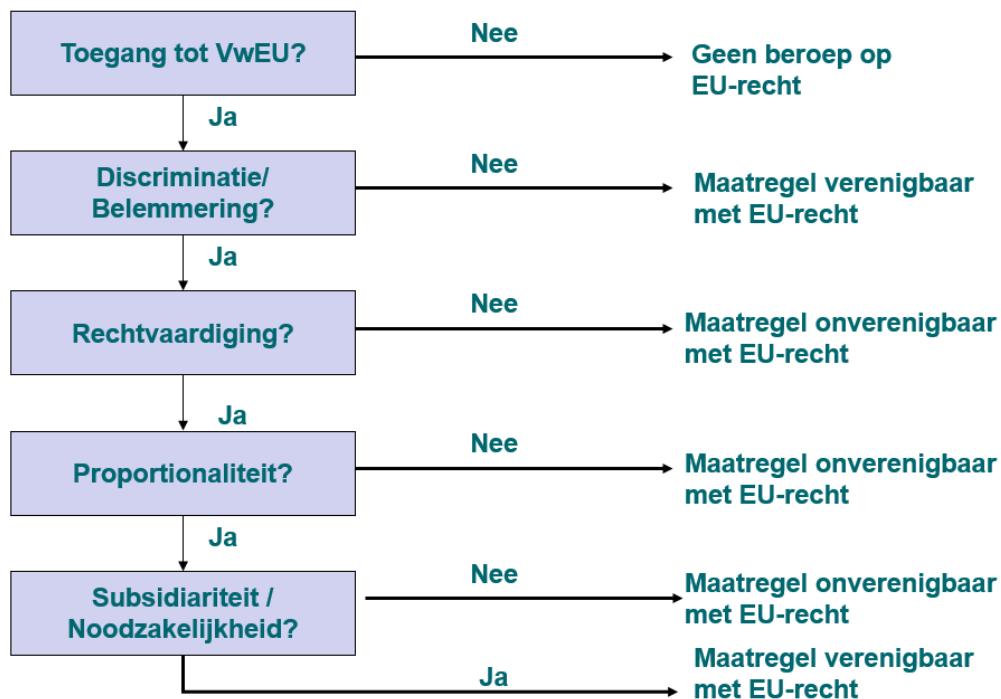 Toegang tot VwEU?
Nee
Geen beroep op
EU-recht
Ja
Discriminatie/
Belemmering?
Nee
Maatregel verenigbaar
met EU-recht
Ja
Rechtvaardiging?
Nee
Maatregel onverenigbaar
met EU-recht
Ja
Proportionaliteit?
Nee
Maatregel onverenigbaar
met EU-recht
Ja
Subsidiariteit /
Noodzakelijkheid?
Nee
Maatregel onverenigbaar
met EU-recht
Ja
Maatregel verenigbaar
met EU-recht